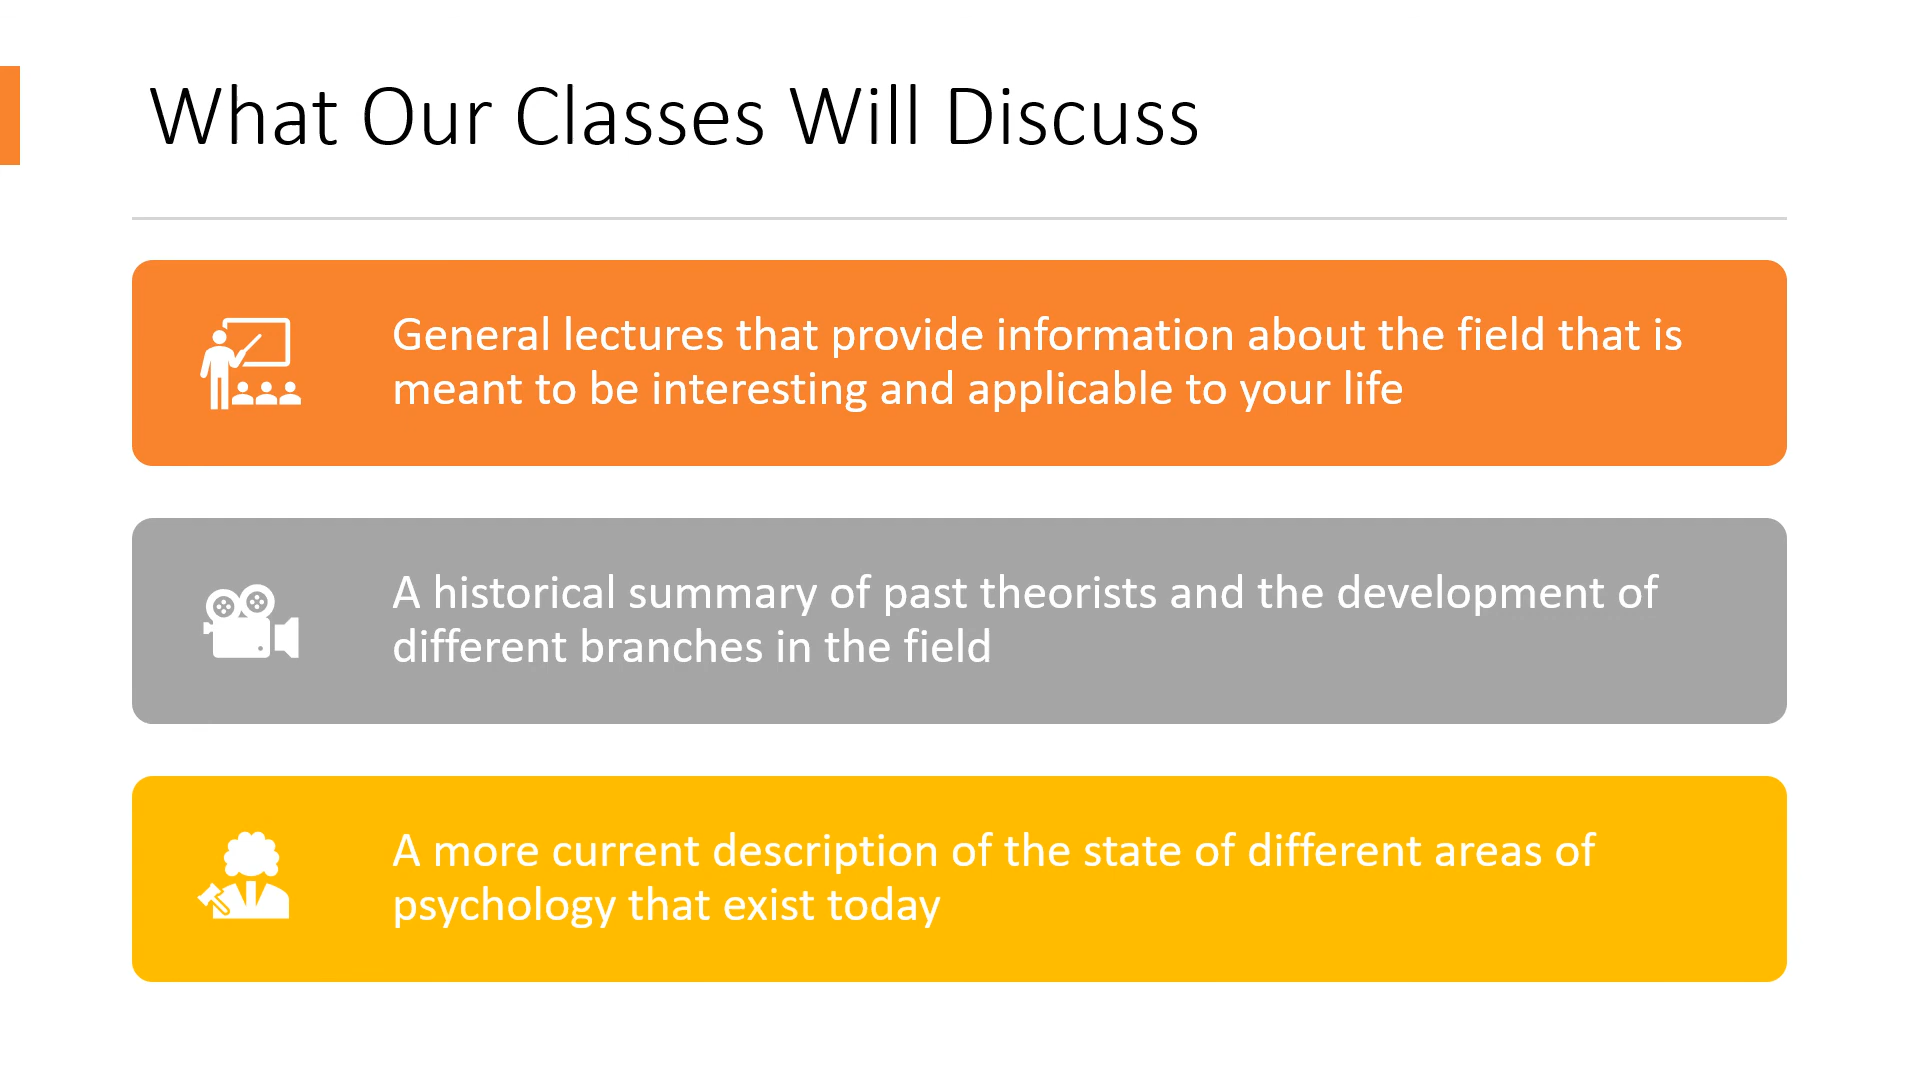 What Our Classes Will Discuss
General lectures that provide information about the field that is
meant to be interesting and applicable to your life
A historical summary of past theorists and the development of
different branches in the field
A more current description of the state of different areas of
psychology that exist today